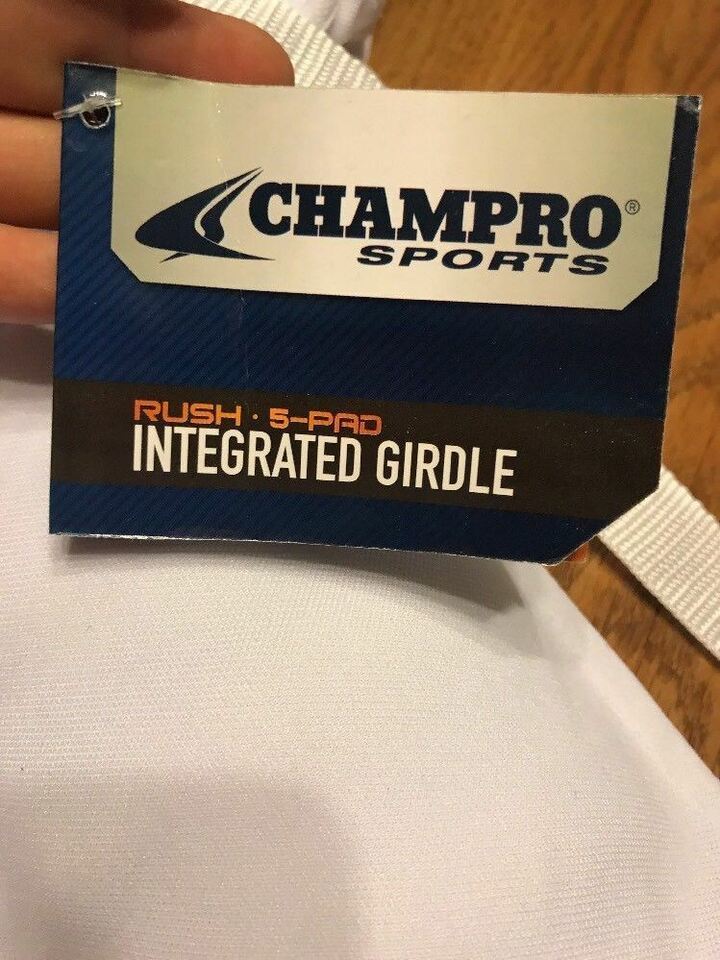 CHAMPRO®
SPORTS
RUSH · 5-PAD
INTEGRATED GIRDLE